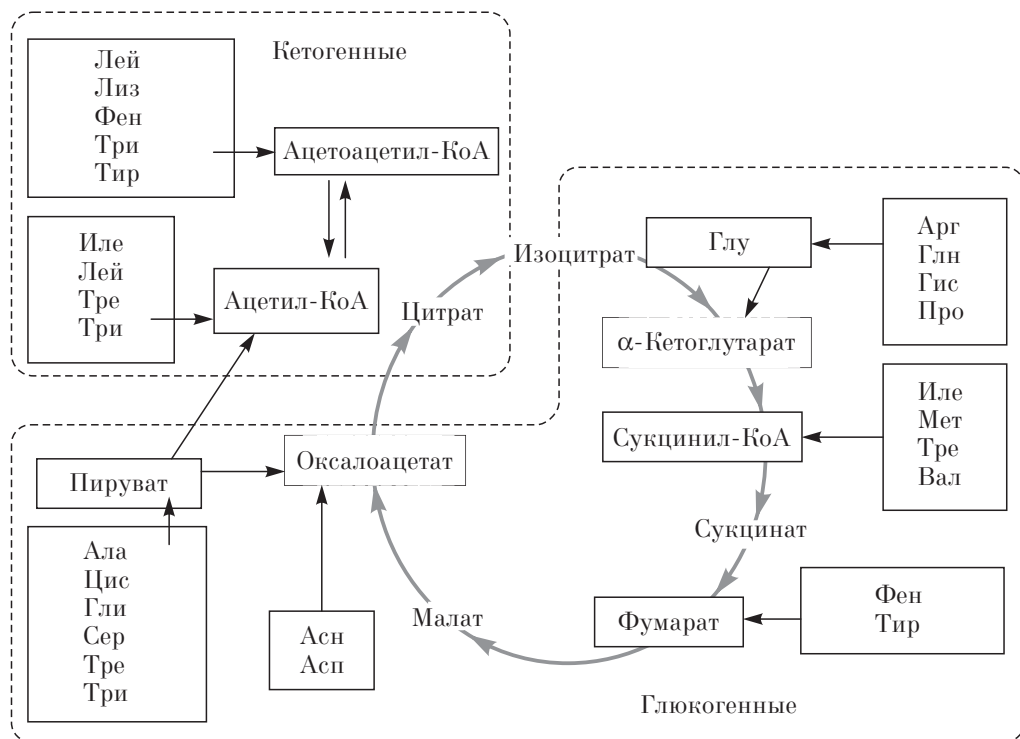 Кетогенные
Лей
Лиз
Фен
Три
Тир
Ацетоацетил-КоА
Иле
Лей
Тре
Три
Ацетил-КоА
Цитрат
Изоцитрат
Глу
Арг
Глн
Гис
Про
α-Кетоглутарат
Иле
Мет
Тре
Вал
Сукцинил-КоА
Оксалоацетат
Пируват
Сукцинат
Ала
Цис
Гли
Сер
Тре
Три
Асн
Асп
Малат
Фумарат
Фен
Тир
Глюкогенные